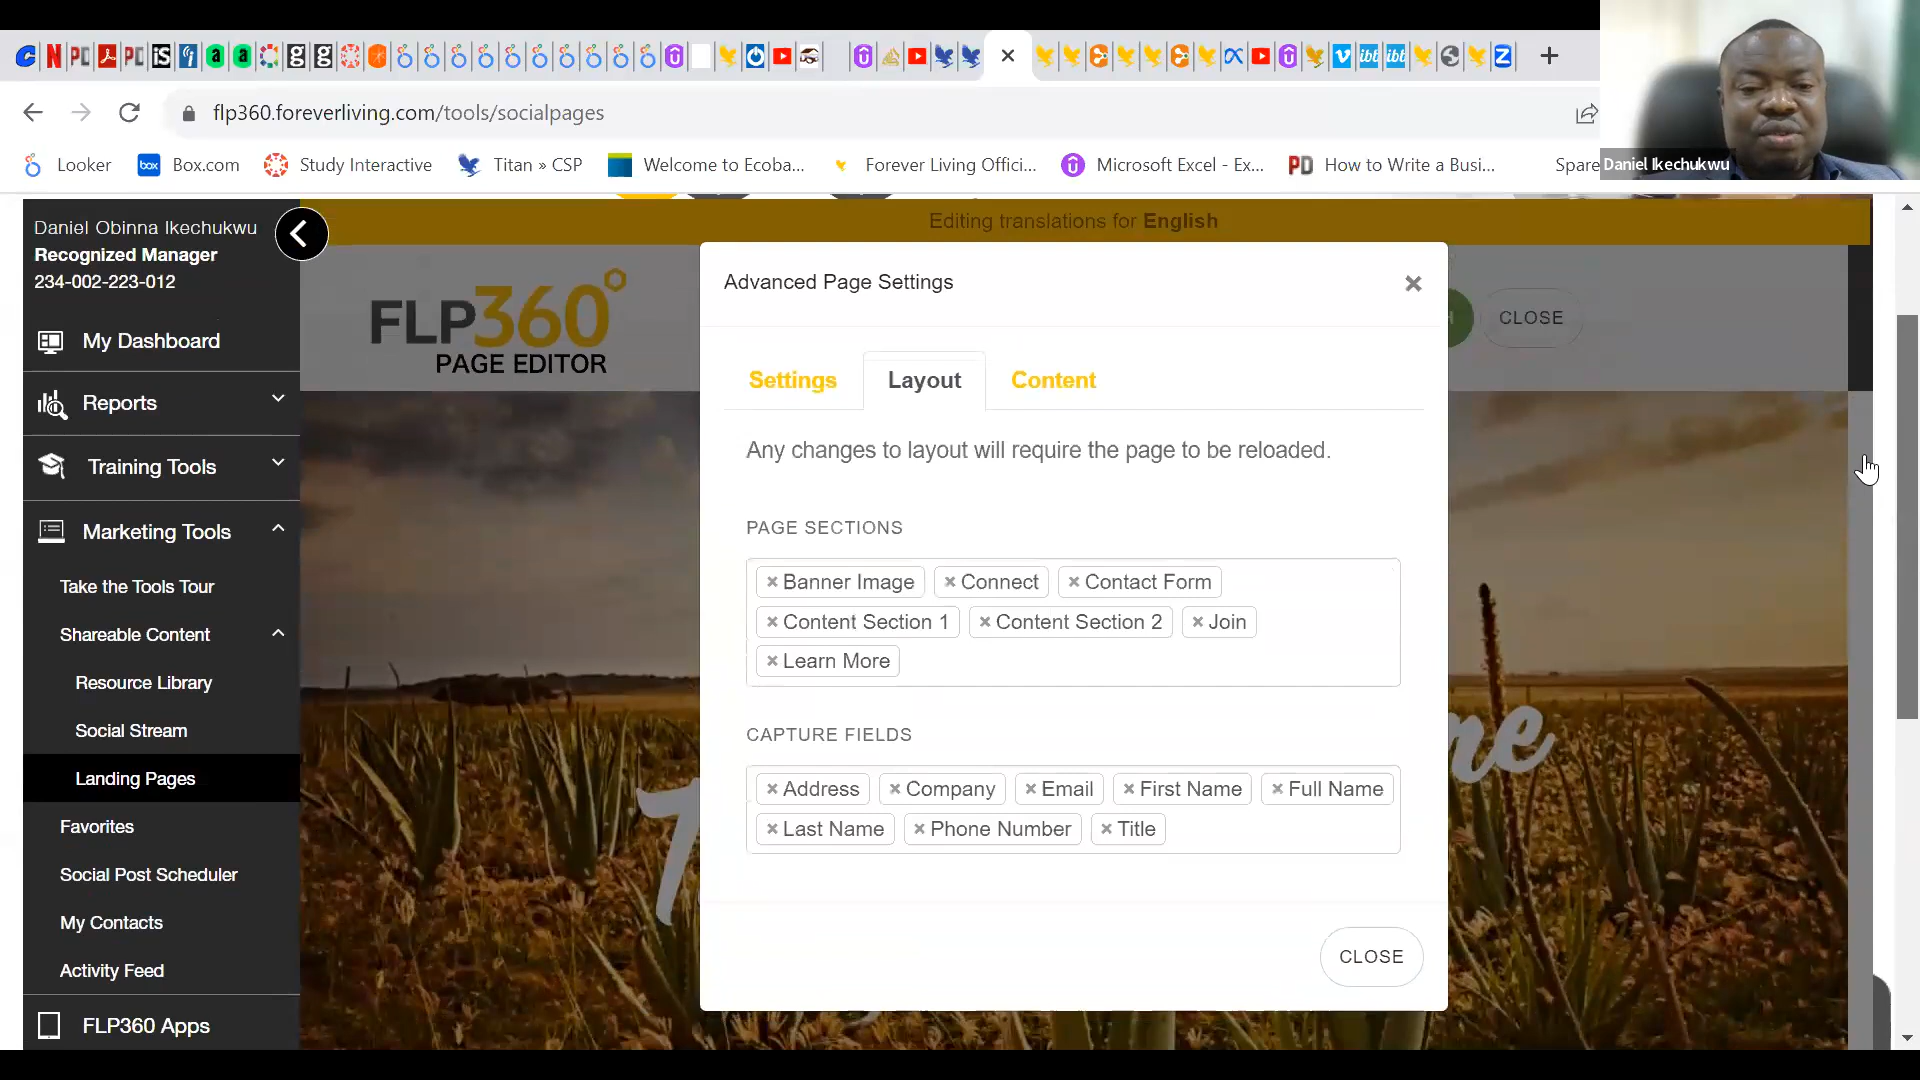 flp360.foreverliving.com/tools/socialpages
Looker
Box.com
Study Interactive
Titan » CSP
Welcome to Ecoba...
Forever Living Offici...
Microsoft Excel - Ex...
How to Write a Busi...
Spare
Daniel Ikechukwu
Daniel Obinna Ikechukwu
Recognized Manager
234-002-223-012
My Dashboard
Reports
Training Tools
Marketing Tools
Take the Tools Tour
Shareable Content
Resource Library
Social Stream
Landing Pages
Favorites
Social Post Scheduler
My Contacts
Activity Feed
FLP360 Apps
Editing translations for English
FLP360
PAGE EDITOR
CLOSE
Advanced Page Settings
Settings
Layout
Content
Any changes to layout will require the page to be reloaded.
PAGE SECTIONS
× Banner Image × Connect × Contact Form
× Content Section 1 × Content Section 2 × Join
× Learn More
CAPTURE FIELDS
× Address × Company × Email × First Name × Full Name
× Last Name × Phone Number × Title
CLOSE